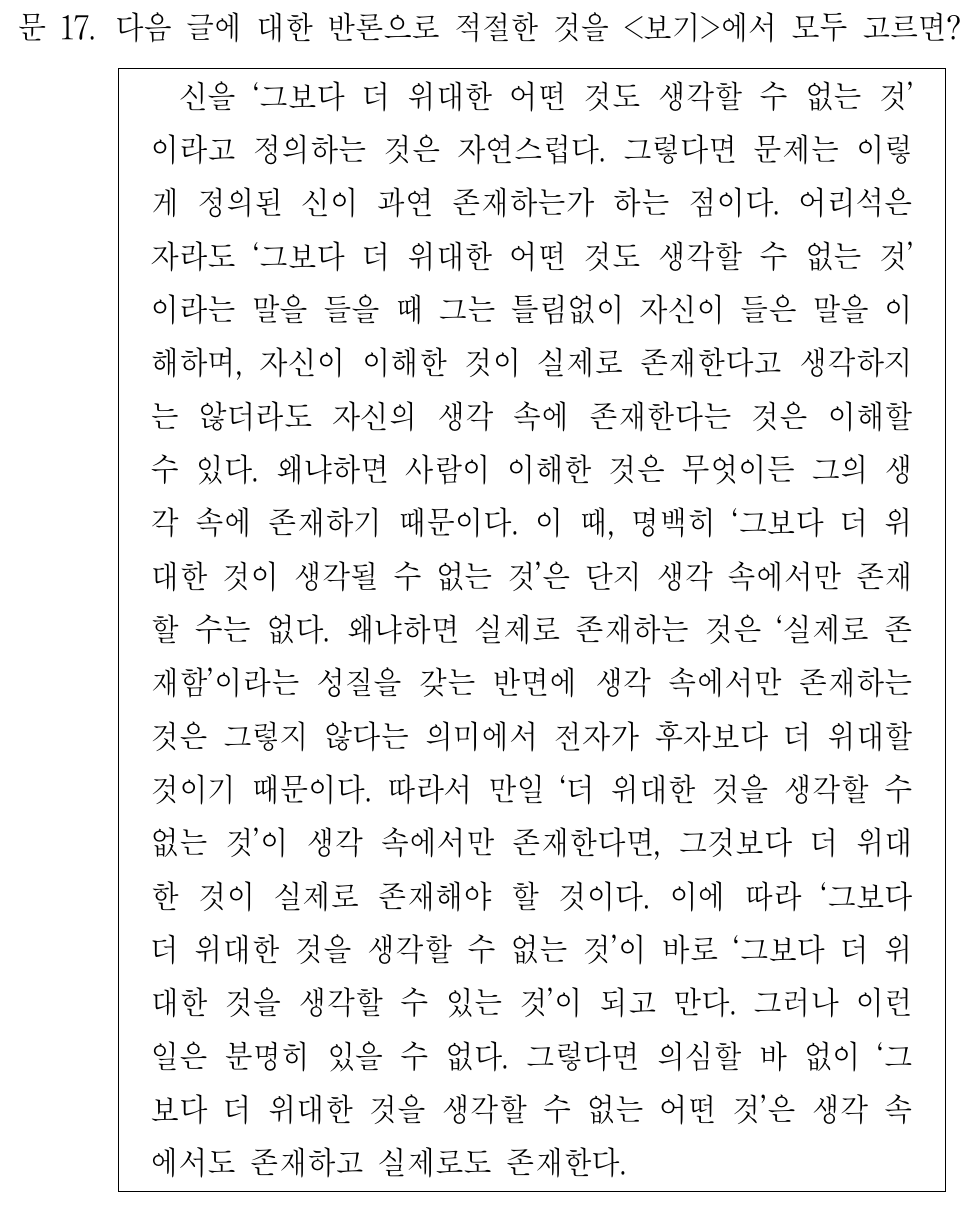 문 17. 다음 글에 대한 반론으로 적절한 것을 <보기>에서 모두 고르면?
신을 ‘그보다 더 위대한 어떤 것도 생각할 수 없는 것’
이라고 정의하는 것은 자연스럽다. 그렇다면 문제는 이렇
게 정의된 신이 과연 존재하는가 하는 점이다. 어리석은
자라도 ‘그보다 더 위대한 어떤 것도 생각할 수 없는 것’
이라는 말을 들을 때 그는 틀림없이 자신이 들은 말을 이
해하며, 자신이 이해한 것이 실제로 존재한다고 생각하지
는 않더라도 자신의 생각 속에 존재한다는 것은 이해할
수 있다. 왜냐하면 사람이 이해한 것은 무엇이든 그의 생
각 속에 존재하기 때문이다. 이 때, 명백히 ‘그보다 더 위
대한 것이 생각될 수 없는 것’은 단지 생각 속에서만 존재
할 수는 없다. 왜냐하면 실제로 존재하는 것은 ‘실제로 존
재함’이라는 성질을 갖는 반면에 생각 속에서만 존재하는
것은 그렇지 않다는 의미에서 전자가 후자보다 더 위대할
것이기 때문이다. 따라서 만일 ‘더 위대한 것을 생각할 수
없는 것’이 생각 속에서만 존재한다면, 그것보다 더 위대
한 것이 실제로 존재해야 할 것이다. 이에 따라 ‘그보다
더 위대한 것을 생각할 수 없는 것’이 바로 ‘그보다 더 위
대한 것을 생각할 수 있는 것’이 되고 만다. 그러나 이런
일은 분명히 있을 수 없다. 그렇다면 의심할 바 없이 ‘그
보다 더 위대한 것을 생각할 수 없는 어떤 것’은 생각 속
에서도 존재하고 실제로도 존재한다.